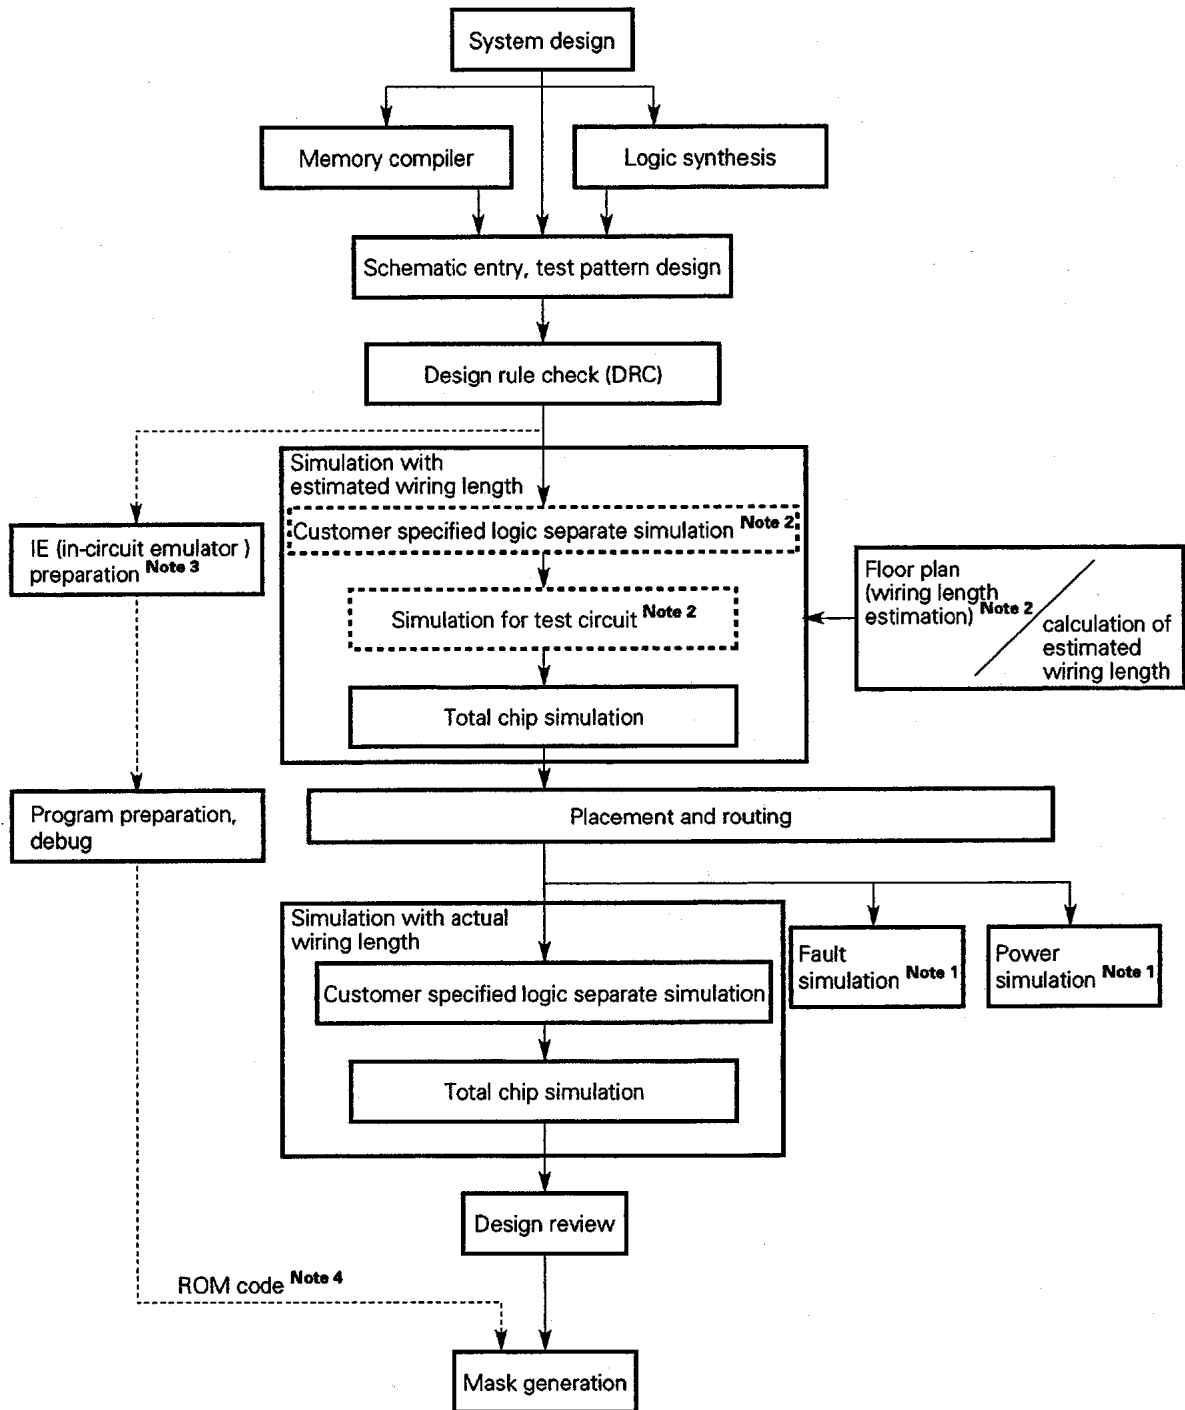 System design
Memory compiler
Logic synthesis
Schematic entry, test pattern design
Design rule check (DRC)
Simulation with
estimated wiring length
Customer specified logic separate simulation Note 2
IE (in-circuit emulator )
preparation Note 3
Floor plan
(wiring length
estimation) Note 2
calculation of
estimated
wiring length
Simulation for test circuit Note 2
Total chip simulation
Program preparation,
debug
Placement and routing
Simulation with actual
wiring length
Fault
simulation Note 1
Power
simulation Note 1
Customer specified logic separate simulation
Total chip simulation
Design review
ROM code Note 4
Mask generation